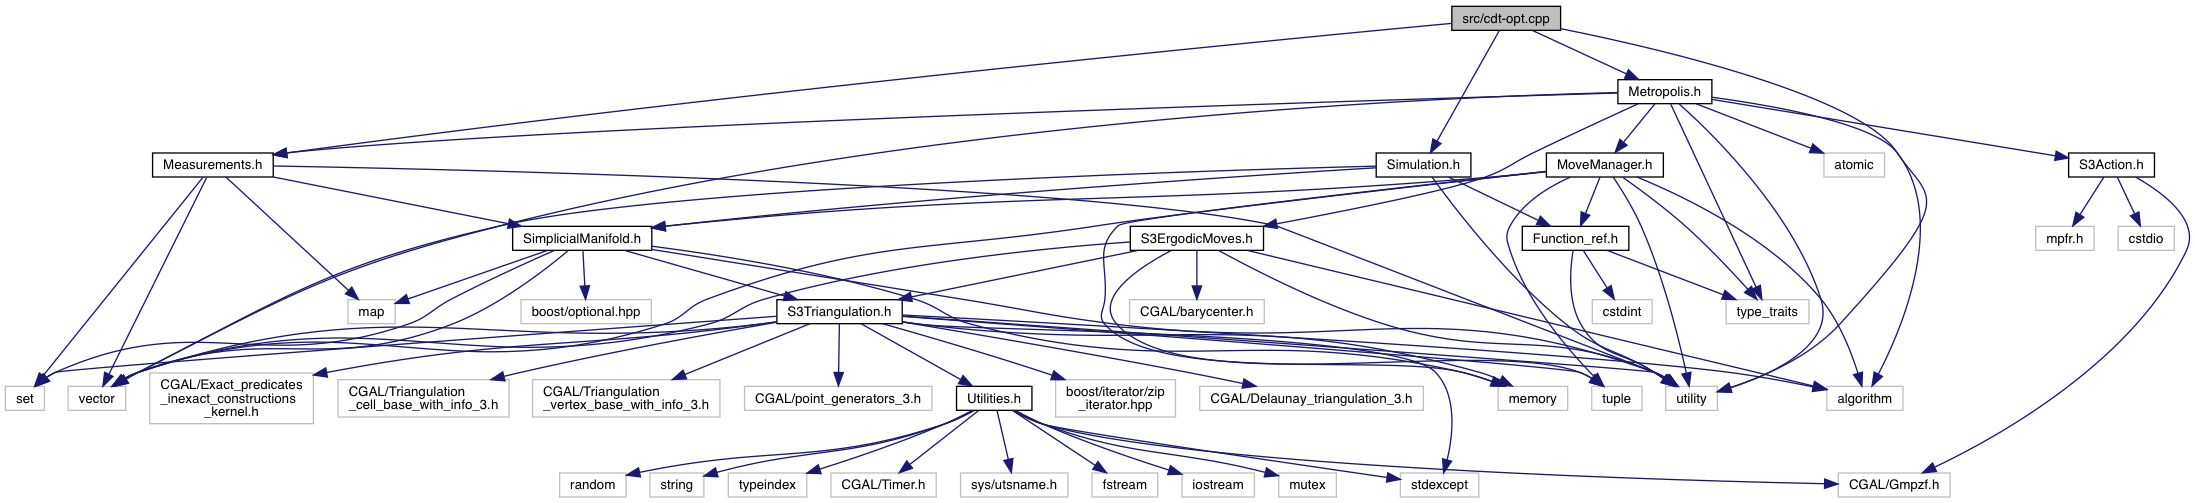 src/cdt-opt.cpp
Metropolis.h
Measurements.h
Simulation.h
MoveManager.h
atomic
S3Action.h
SimplicialManifold.h
S3ErgodicMoves.h
Function_ref.h
mpfr.h
cstdio
map
boost/optional.hpp
S3Triangulation.h
CGAL/barycenter.h
cstdint
type_traits
set
vector
CGAL/Exact_predicates
_inexact_constructions
_kernel.h
CGAL/Triangulation
_cell_base_with_info_3.h
CGAL/Triangulation
_vertex_base_with_info_3.h
CGAL/point_generators_3.h
Utilities.h
boost/iterator/zip
_iterator.hpp
CGAL/Delaunay_triangulation_3.h
memory
tuple
utility
algorithm
random
string
typeindex
CGAL/Timer.h
sys/utsname.h
fstream
iostream
mutex
stdexcept
CGAL/Gmpzf.h